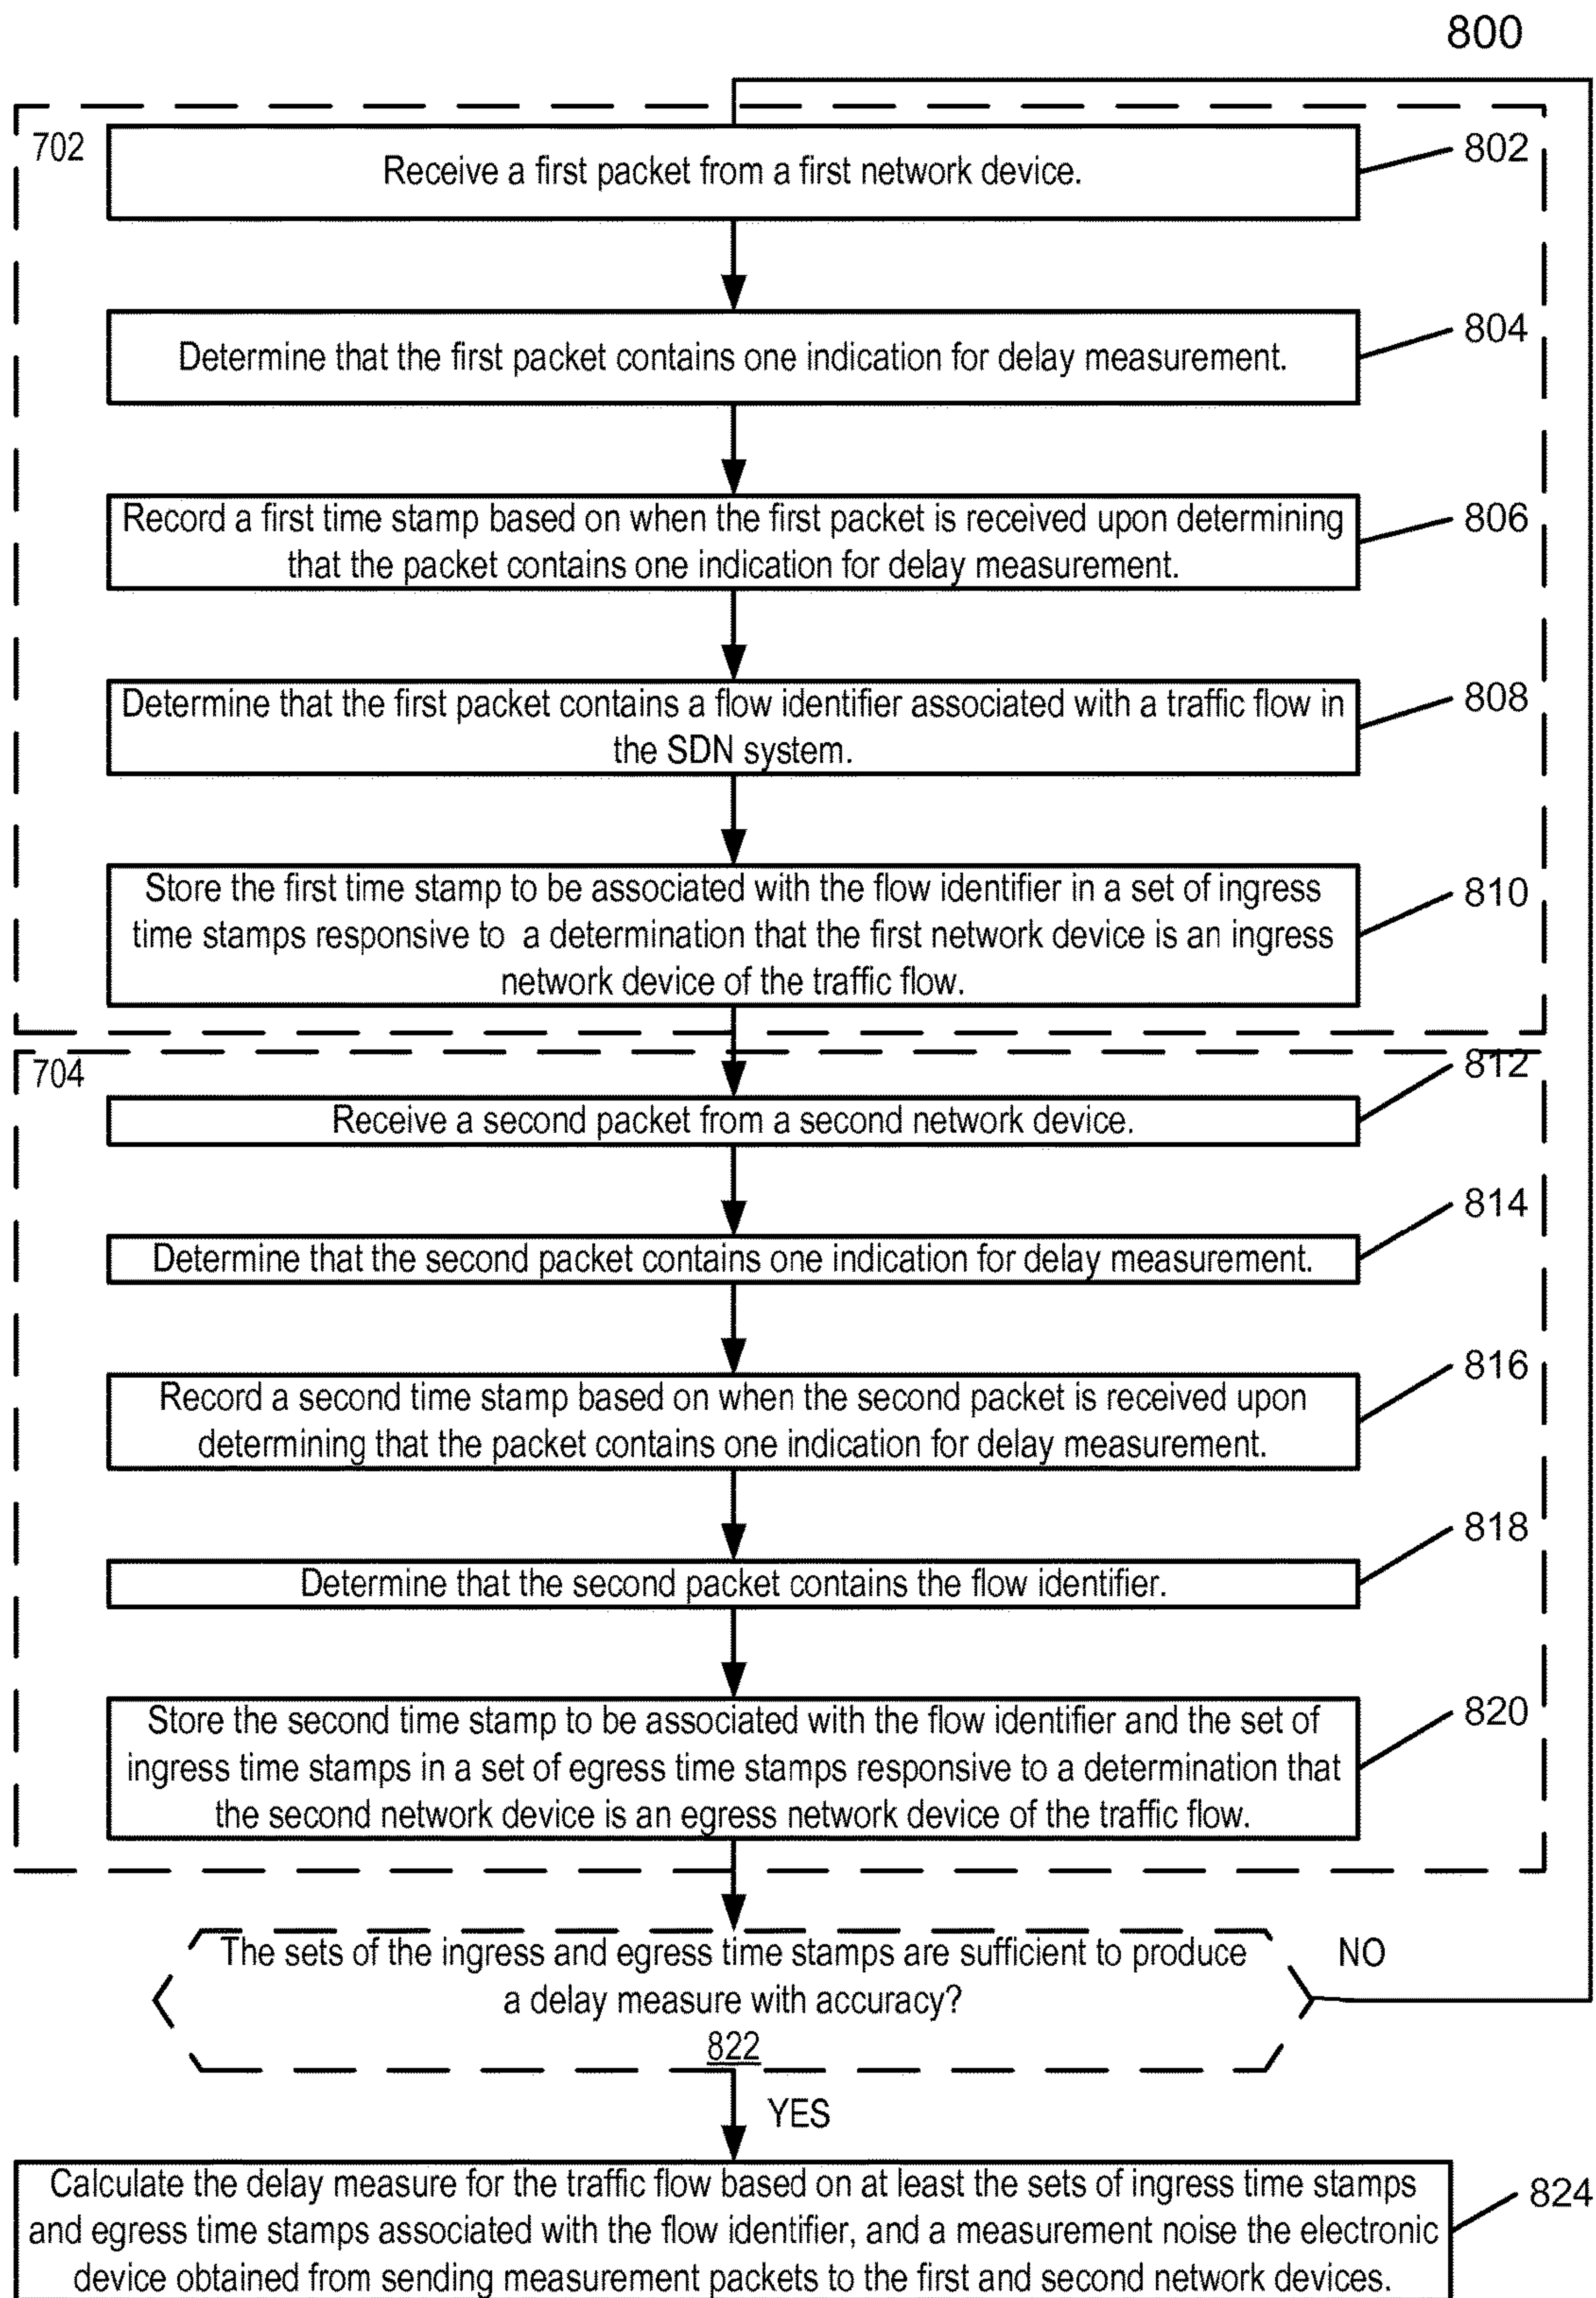 800
702
Receive a first packet from a first network device.
802
Determine that the first packet contains one indication for delay measurement.
804
Record a first time stamp based on when the first packet is received upon determining
that the packet contains one indication for delay measurement.
806
Determine that the first packet contains a flow identifier associated with a traffic flow in
the SDN system.
808
Store the first time stamp to be associated with the flow identifier in a set of ingress
time stamps responsive to a determination that the first network device is an ingress
network device of the traffic flow.
810
704
Receive a second packet from a second network device.
812
Determine that the second packet contains one indication for delay measurement.
814
Record a second time stamp based on when the second packet is received upon
determining that the packet contains one indication for delay measurement.
816
Determine that the second packet contains the flow identifier.
818
Store the second time stamp to be associated with the flow identifier and the set of
ingress time stamps in a set of egress time stamps responsive to a determination that
the second network device is an egress network device of the traffic flow.
820
The sets of the ingress and egress time stamps are sufficient to produce
a delay measure with accuracy?
822
NO
YES
Calculate the delay measure for the traffic flow based on at least the sets of ingress time stamps
and egress time stamps associated with the flow identifier, and a measurement noise the electronic
device obtained from sending measurement packets to the first and second network devices.
824